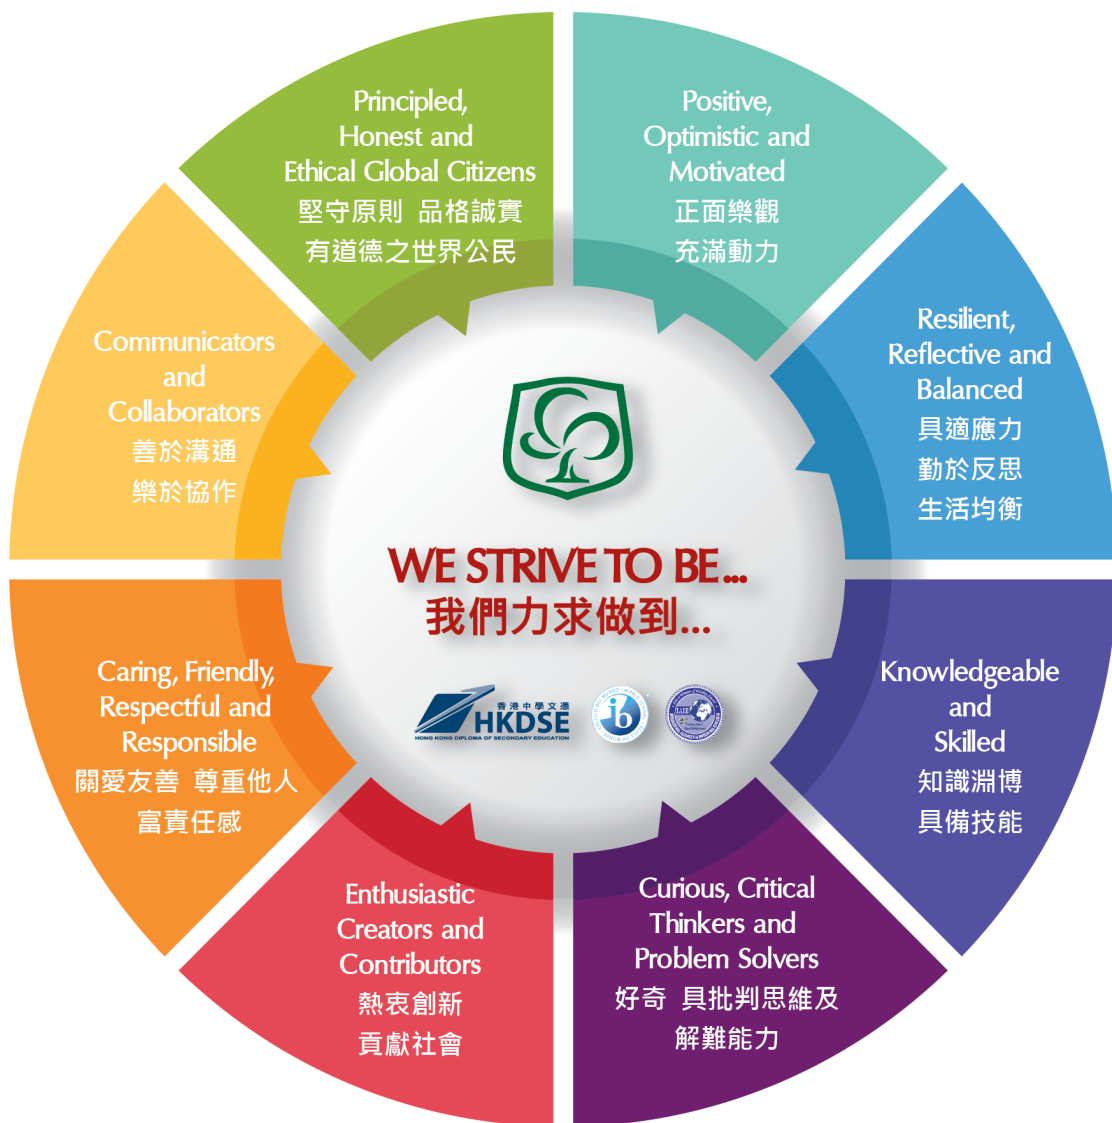 Principled,
Honest and
Ethical Global Citizens
堅守原則 品格誠實
有道德之世界公民
Positive,
Optimistic and
Motivated
正面樂觀
充滿動力
Resilient,
Reflective and
Balanced
具適應力
勤於反思
生活均衡
Knowledgeable
and
Skilled
知識淵博
具備技能
Curious, Critical
Thinkers and
Problem Solvers
好奇 具批判思維及
解難能力
Enthusiastic
Creators and
Contributors
熱衷創新
貢獻社會
Caring, Friendly,
Respectful and
Responsible
關愛友善 尊重他人
富責任感
Communicators
and
Collaborators
善於溝通
樂於協作
WE STRIVE TO BE...
我們力求做到...
香港中學文憑
HKDSE
HONG KONG DIPLOMA OF SECONDARY EDUCATION
ib